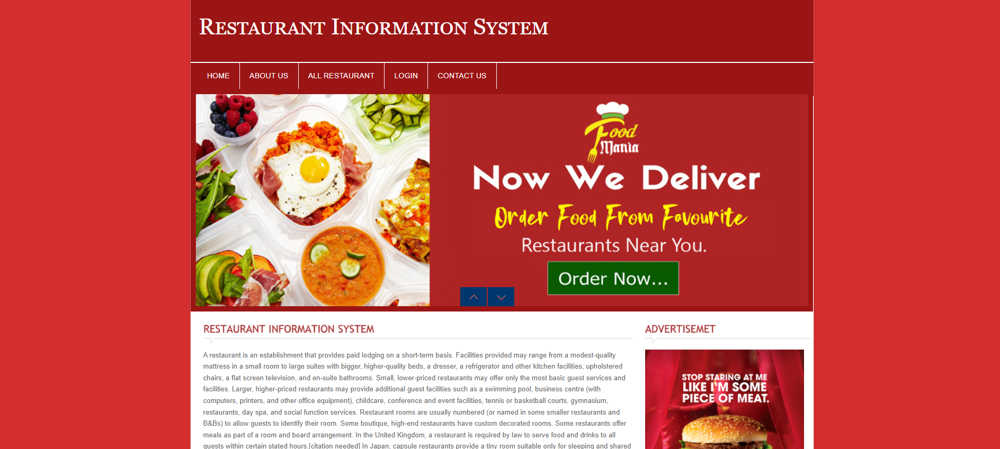 Restaurant Information System
HOME
ABOUT US
ALL RESTAURANT
LOGIN
CONTACT US
Food
Mania
Now We Deliver
Order Food From Favourite
Restaurants Near You.
Order Now...
RESTAURANT INFORMATION SYSTEM
A restaurant is an establishment that provides paid lodging on a short-term basis. Facilities provided may range from a modest-quality
mattress in a small room to large suites with bigger, higher-quality beds, a dresser, a refrigerator and other kitchen facilities, upholstered
chairs, a flat screen television, and en-suite bathrooms. Small, lower-priced restaurants may offer only the most basic guest services and
facilities. Larger, higher-priced restaurants may provide additional guest facilities such as a swimming pool, business centre (with
computers, printers, and other office equipment), childcare, conference and event facilities, tennis or basketball courts, gymnasium,
restaurants, day spa, and social function services. Restaurant rooms are usually numbered (or named in some smaller restaurants and
B&Bs) to allow guests to identify their room. Some boutique, high-end restaurants have custom decorated rooms. Some restaurants offer
meals as part of a room and board arrangement. In the United Kingdom, a restaurant is required by law to serve food and drinks to all
guests within certain stated hours.[citation needed] In Japan, capsule restaurants provide a tiny room suitable only for sleeping and shared
ADVERTISEMET
STOP STARING AT ME
LIKE I'M SOME
PIECE OF MEAT.